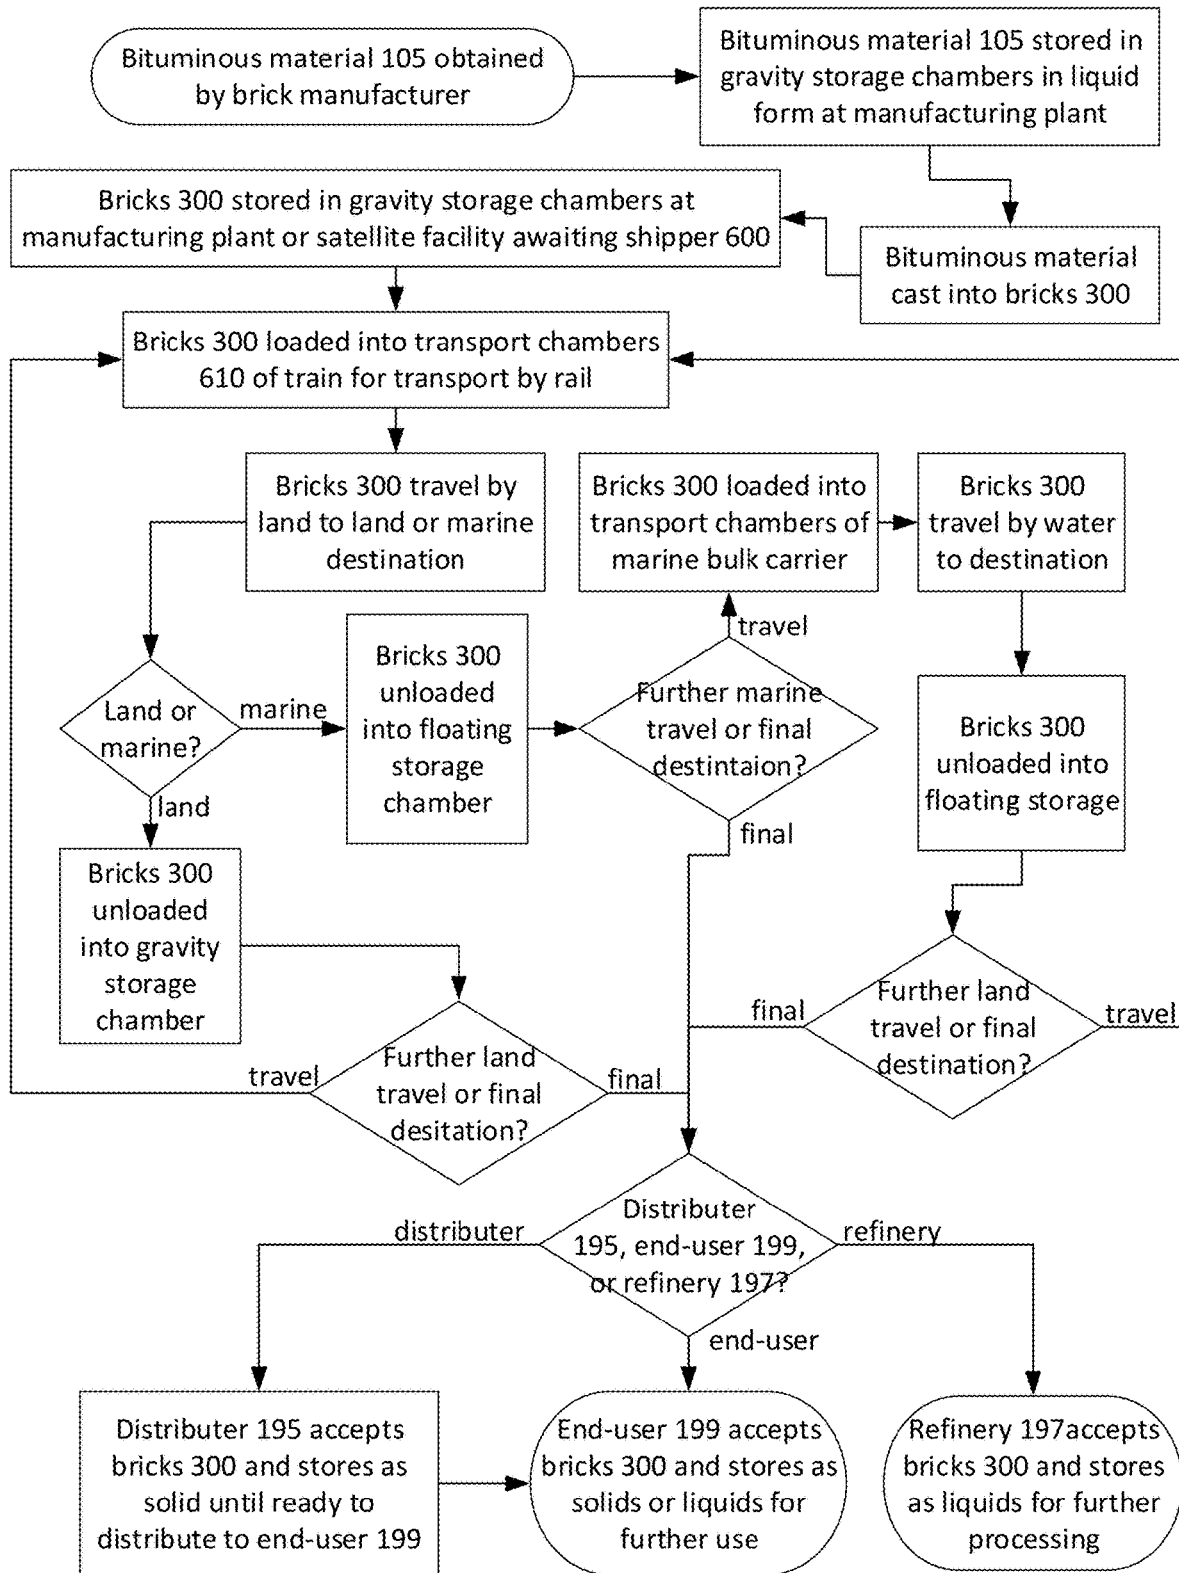 Bituminous material 105 obtained
by brick manufacturer
Bituminous material 105 stored in
gravity storage chambers in liquid
form at manufacturing plant
Bricks 300 stored in gravity storage chambers at
manufacturing plant or satellite facility awaiting shipper 600
Bituminous material
cast into bricks 300
Bricks 300 loaded into transport chambers
610 of train for transport by rail
Bricks 300 travel by
land to land or marine
destination
Bricks 300 loaded into
transport chambers of
marine bulk carrier
Bricks 300
travel by water
to destination
travel
Land or
marine?
marine
land
Bricks 300
unloaded
into floating
storage
chamber
Further marine
travel or final
destintaion?
final
Bricks 300
unloaded into
floating storage
Bricks 300
unloaded
into gravity
storage
chamber
final
Further land
travel or final
destination?
travel
travel
Further land
travel or final
desitation?
final
distributer
Distributer
195, end-user 199,
or refinery 197?
refinery
end-user
Distributer 195 accepts
bricks 300 and stores as
solid until ready to
distribute to end-user 199
End-user 199 accepts
bricks 300 and stores as
solids or liquids for
further use
Refinery 197accepts
bricks 300 and stores
as liquids for further
processing